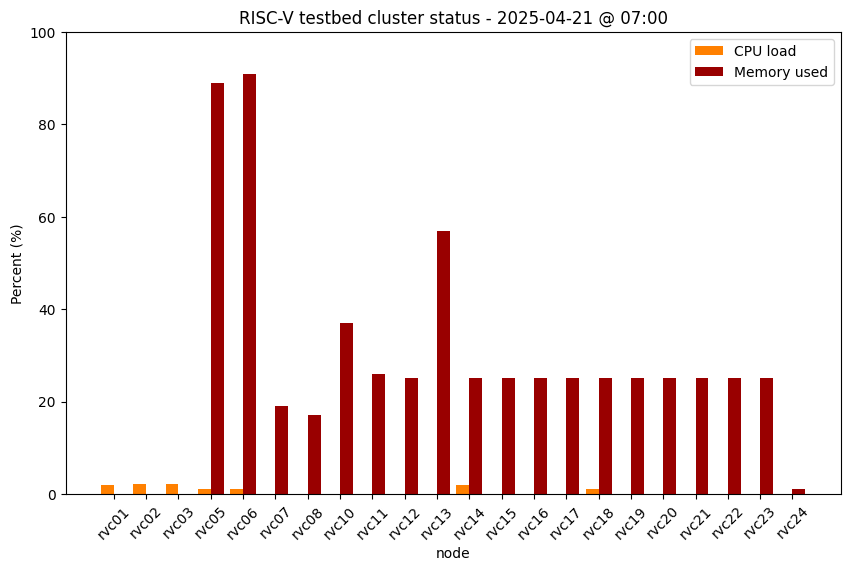 RISC-V testbed cluster status - 2025-04-21 @ 07:00
CPU load
Memory used
Percent (%)
100
80
60
40
20
0
rvc01
rvc02
rvc03
rvc05
rvc06
rvc07
rvc08
rvc10
rvc11
rvc12
rvc13
rvc14
rvc15
rvc16
rvc17
rvc18
rvc19
rvc20
rvc21
rvc22
rvc23
rvc24
node